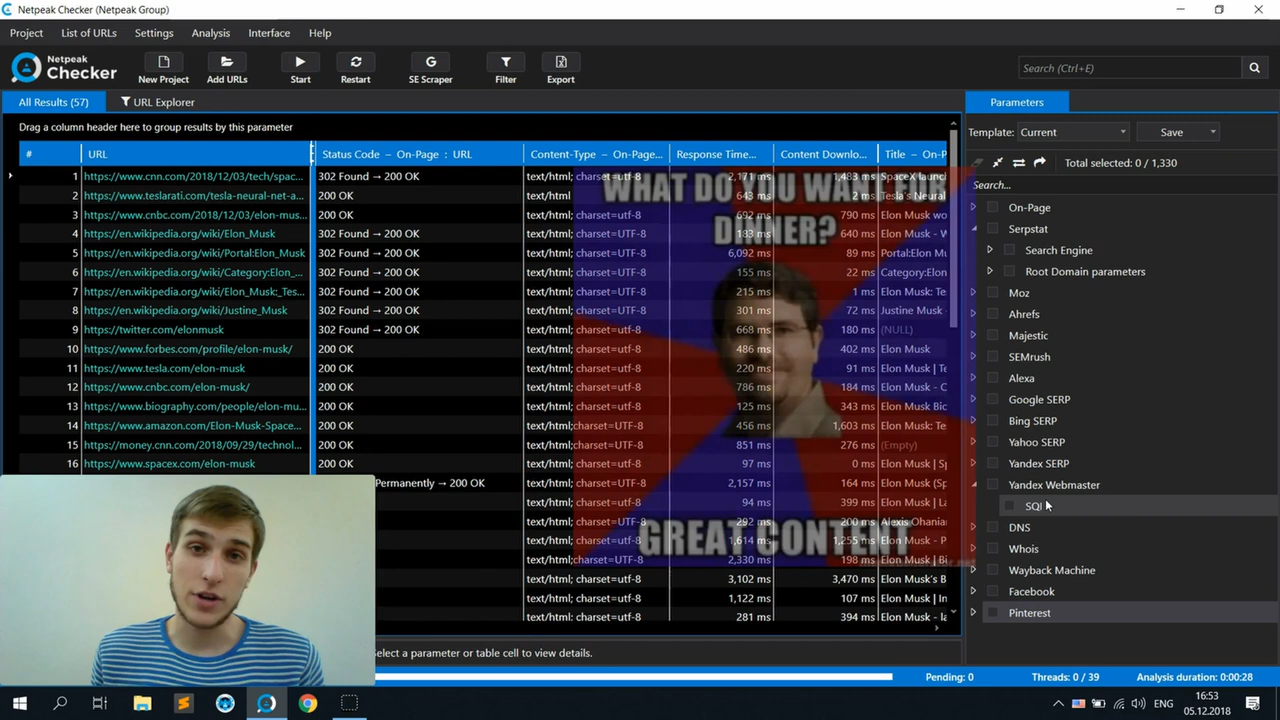 Netpeak Checker (Netpeak Group)
Project List of URLs Settings Analysis Interface Help
Netpeak Checker
New Project Add URLs Start Restart SE Scraper Filter Export Search (Ctrl+E)
All Results (57) URL Explorer Parameters
Drag a column header here to group results by this parameter
Template: Current Save
Total selected: 0 / 1,330
Search...
# URL Status Code – On-Page : URL Content-Type – On-Page... Response Time... Content Downlo... Title – On-P
1 https://www.cnn.com/2018/12/03/tech/spac... 302 Found → 200 OK text/html; charset=utf-8 2,171 ms 1,483 ms SpaceX launch
2 https://www.teslarati.com/tesla-neural-net-a... 200 OK text/html 643 ms 2 ms Tesla's Neural
3 https://www.cnbc.com/2018/12/03/elon-mus... 200 OK text/html; charset=utf-8 692 ms 790 ms Elon Musk wo
4 https://en.wikipedia.org/wiki/Elon_Musk 302 Found → 200 OK text/html; charset=UTF-8 183 ms 640 ms Elon Musk - W
5 https://en.wikipedia.org/wiki/Portal:Elon_Musk 302 Found → 200 OK text/html; charset=UTF-8 6,092 ms 89 ms Portal:Elon M
6 https://en.wikipedia.org/wiki/Category:Elon_... 302 Found → 200 OK text/html; charset=UTF-8 155 ms 22 ms Category:Elon
7 https://en.wikipedia.org/wiki/Elon_Musk:_Tes... 302 Found → 200 OK text/html; charset=UTF-8 215 ms 1 ms Elon Musk: Te
8 https://en.wikipedia.org/wiki/Justine_Musk 302 Found → 200 OK text/html; charset=UTF-8 301 ms 72 ms Justine Musk
9 https://twitter.com/elonmusk 302 Found → 200 OK text/html; charset=utf-8 668 ms 180 ms (NULL)
10 https://www.forbes.com/profile/elon-musk/ 200 OK text/html; charset=utf-8 486 ms 402 ms Elon Musk
11 https://www.tesla.com/elon-musk 200 OK text/html; charset=utf-8 220 ms 91 ms Elon Musk | Te
12 https://www.cnbc.com/elon-musk/ 200 OK text/html; charset=utf-8 786 ms 184 ms Elon Musk - C
13 https://www.biography.com/people/elon-mu... 200 OK text/html; charset=utf-8 125 ms 343 ms Elon Musk Bic
14 https://www.amazon.com/Elon-Musk-Space... 200 OK text/html; charset=UTF-8 456 ms 1,603 ms Elon Musk: Te
15 https://money.cnn.com/2018/09/29/technol... 200 OK text/html; charset=utf-8 851 ms 276 ms (Empty)
16 https://www.spacex.com/elon-musk 200 OK text/html; charset=utf-8 97 ms 0 ms Elon Musk | Sp
Permanently → 200 OK text/html; charset=utf-8 2,157 ms 164 ms Elon Musk (Sp
text/html; charset=utf-8 94 ms 399 ms Elon Musk | La
text/html; charset=UTF-8 292 ms 200 ms Alexis Ohania
text/html; charset=utf-8 1,614 ms 1,255 ms Elon Musk - P
text/html; charset=UTF-8 2,330 ms 198 ms Elon Musk | Bi
text/html; charset=utf-8 3,102 ms 3,470 ms Elon Musk's B
text/html; charset=utf-8 1,122 ms 107 ms Elon Musk | In
text/html; charset=utf-8 281 ms 394 ms Elon Musk - la
WHAT DO YOU WANT FOR
DINNER?
GREAT CONTENT
On-Page
Serpstat
Search Engine
Root Domain parameters
Moz
Ahrefs
Majestic
SEMrush
Alexa
Google SERP
Bing SERP
Yahoo SERP
Yandex SERP
Yandex Webmaster
SQI
DNS
Whois
Wayback Machine
Facebook
Pinterest
elect a parameter or table cell to view details.
Pending: 0 Threads: 0 / 39 Analysis duration: 0:00:28
ENG 16:53
05.12.2018